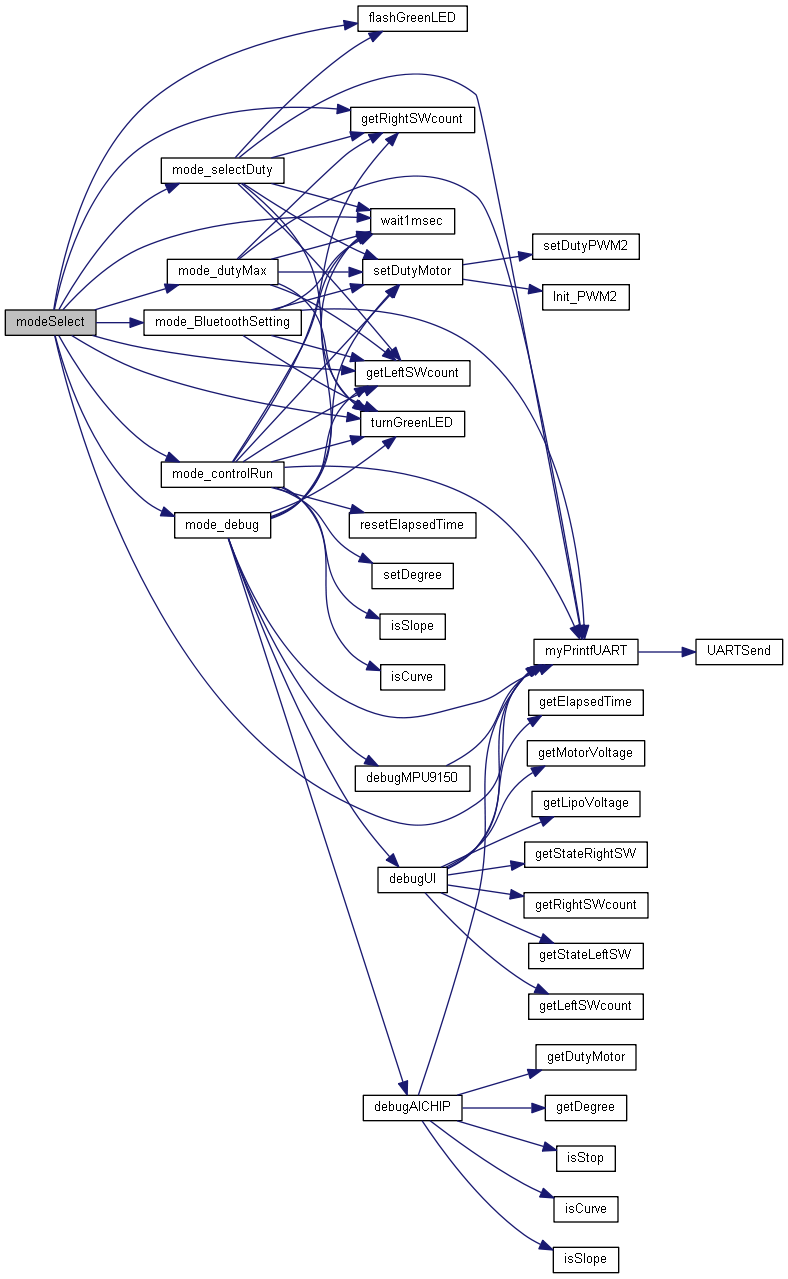 flashGreenLED
getRightSWcount
mode_selectDuty
wait1msec
setDutyPWM2
mode_dutyMax
setDutyMotor
Init_PWM2
modeSelect
mode_BluetoothSetting
getLeftSWcount
turnGreenLED
mode_controlRun
mode_debug
resetElapsedTime
setDegree
isSlope
myPrintfUART
UARTSend
isCurve
getElapsedTime
getMotorVoltage
debugMPU9150
getLipoVoltage
getStateRightSW
debugUI
getRightSWcount
getStateLeftSW
getLeftSWcount
getDutyMotor
debugAICHIP
getDegree
isStop
isCurve
isSlope